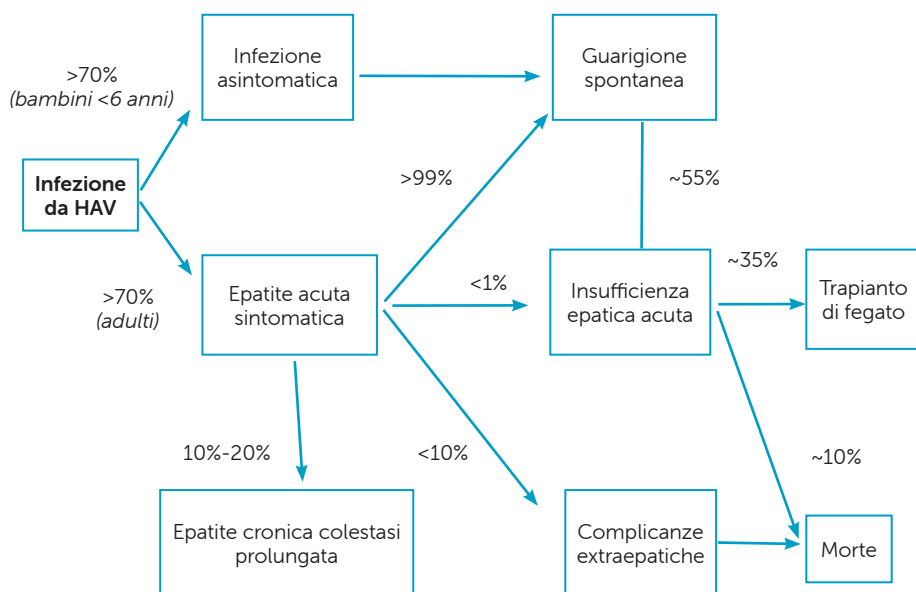 Infezione
asintomatica
Guarigione
spontanea
>70%
(bambini <6 anni)
Infezione
da HAV
>99%
~55%
>70%
(adulti)
Epatite acuta
sintomatica
<1%
Insufficienza
epatica acuta
~35%
Trapianto
di fegato
10%-20%
<10%
~10%
Epatite cronica colestasi
prolungata
Complicanze
extraepatiche
Morte